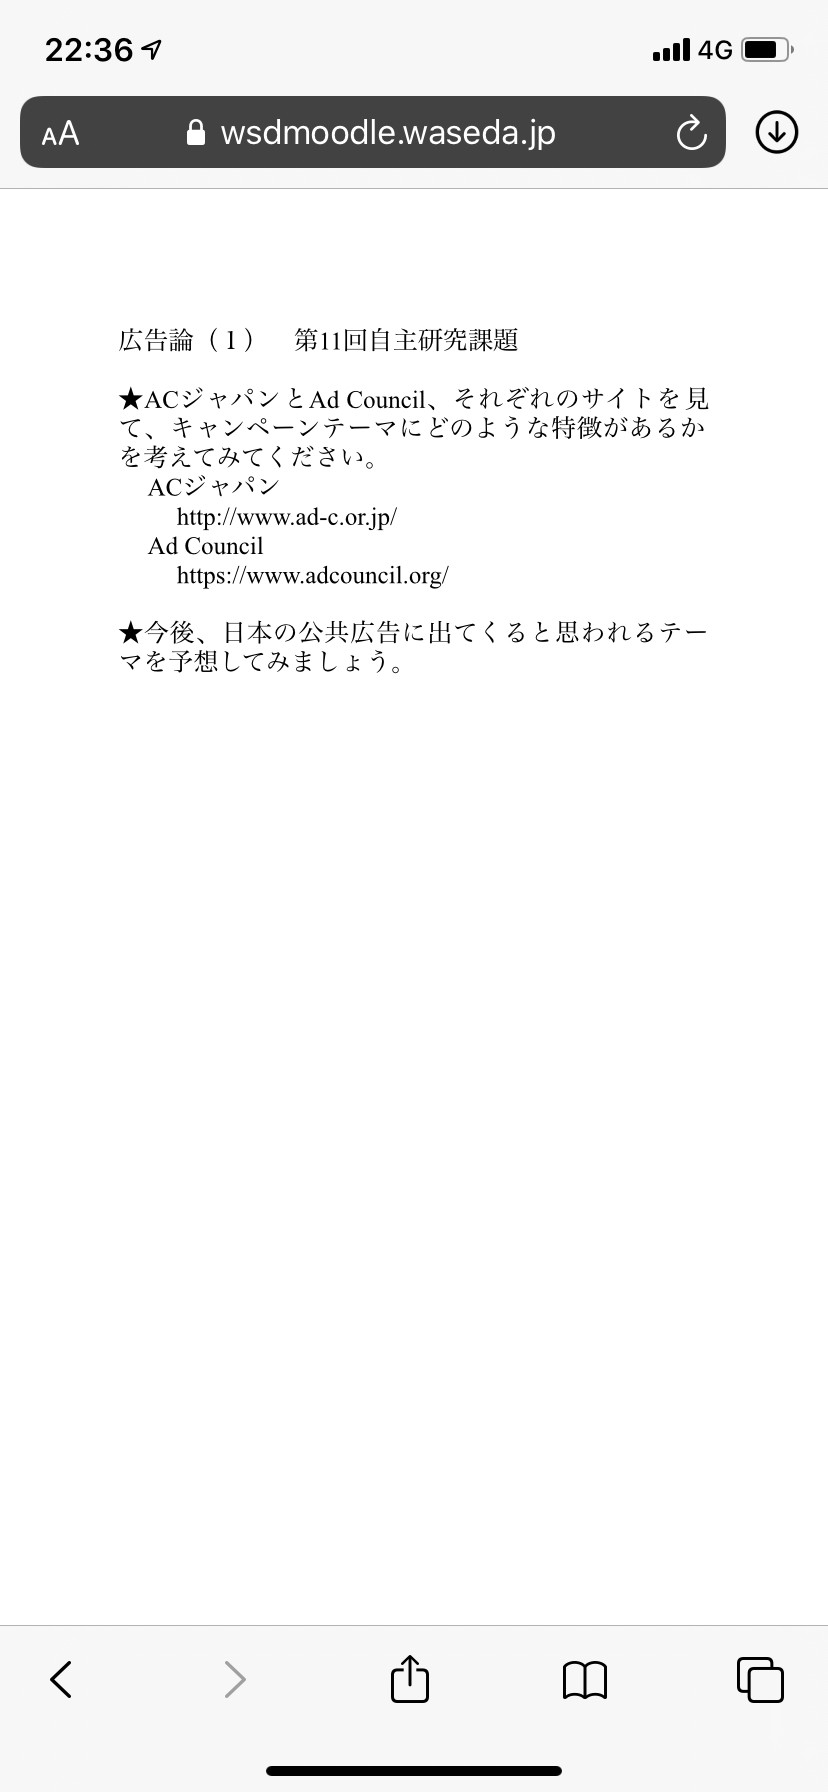 22:36
4G
AA
wsdmoodle.waseda.jp
広告論（１）　第11回自主研究課題
★ACジャパンとAd Council、それぞれのサイトを見
て、キャンペーンテーマにどのような特徴があるか
を考えてみてください。
ACジャパン
http://www.ad-c.or.jp/
Ad Council
https://www.adcouncil.org/
★今後、日本の公共広告に出てくると思われるテー
マを予想してみましょう。